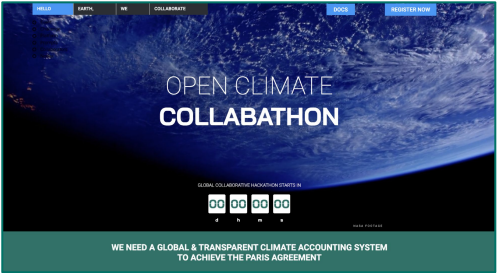 HELLO
EARTH,
WE
COLLABORATE
DOCS
REGISTER NOW
OPEN CLIMATE
COLLABATHON
GLOBAL COLLABORATIVE HACKATHON STARTS IN
00 00 00 00
d h m s
NASA FOOTAGE
WE NEED A GLOBAL & TRANSPARENT CLIMATE ACCOUNTING SYSTEM
TO ACHIEVE THE PARIS AGREEMENT